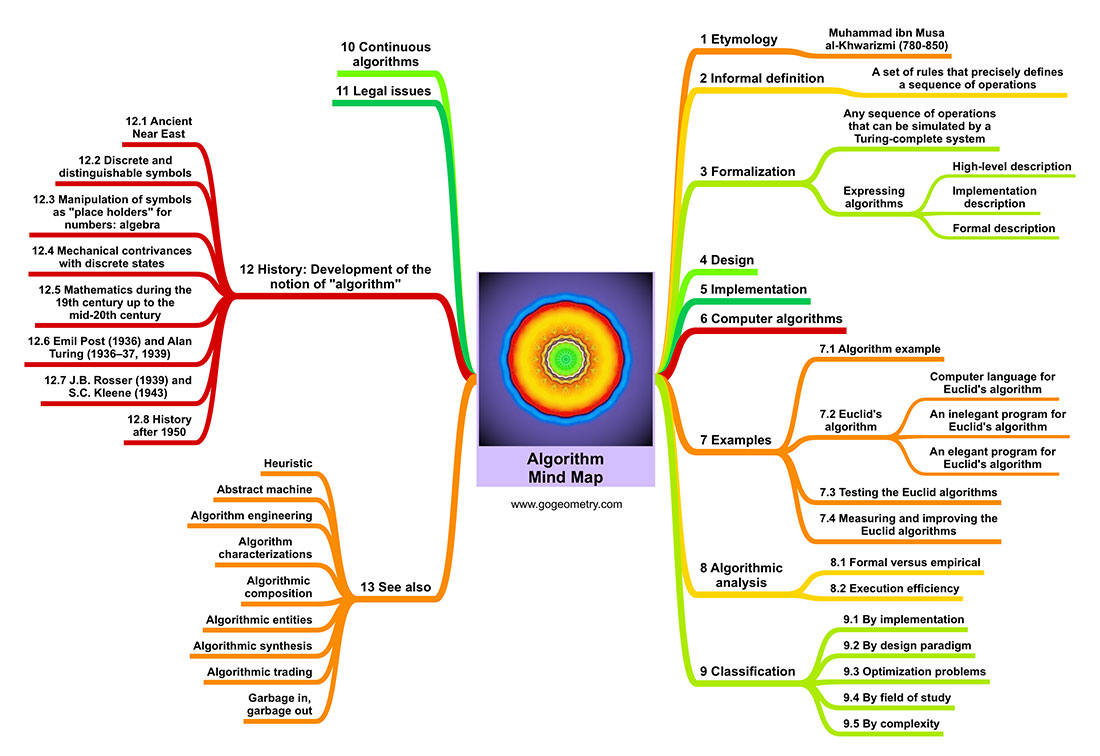 1 Etymology
Muhammad ibn Musa
al-Khwarizmi (780-850)
2 Informal definition
A set of rules that precisely defines
a sequence of operations
3 Formalization
Any sequence of operations
that can be simulated by a
Turing-complete system
Expressing
algorithms
High-level description
Implementation
description
Formal description
4 Design
5 Implementation
6 Computer algorithms
7 Examples
7.1 Algorithm example
7.2 Euclid's
algorithm
Computer language for
Euclid's algorithm
An inelegant program for
Euclid's algorithm
An elegant program for
Euclid's algorithm
7.3 Testing the Euclid algorithms
7.4 Measuring and improving the
Euclid algorithms
8 Algorithmic
analysis
8.1 Formal versus empirical
8.2 Execution efficiency
9 Classification
9.1 By implementation
9.2 By design paradigm
9.3 Optimization problems
9.4 By field of study
9.5 By complexity
10 Continuous
algorithms
11 Legal issues
12 History: Development of the
notion of "algorithm"
12.1 Ancient
Near East
12.2 Discrete and
distinguishable symbols
12.3 Manipulation of symbols
as "place holders" for
numbers: algebra
12.4 Mechanical contrivances
with discrete states
12.5 Mathematics during the
19th century up to the
mid-20th century
12.6 Emil Post (1936) and Alan
Turing (1936–37, 1939)
12.7 J.B. Rosser (1939) and
S.C. Kleene (1943)
12.8 History
after 1950
13 See also
Heuristic
Abstract machine
Algorithm engineering
Algorithm
characterizations
Algorithmic
composition
Algorithmic entities
Algorithmic synthesis
Algorithmic trading
Garbage in,
garbage out
Algorithm
Mind Map
www.gogeometry.com